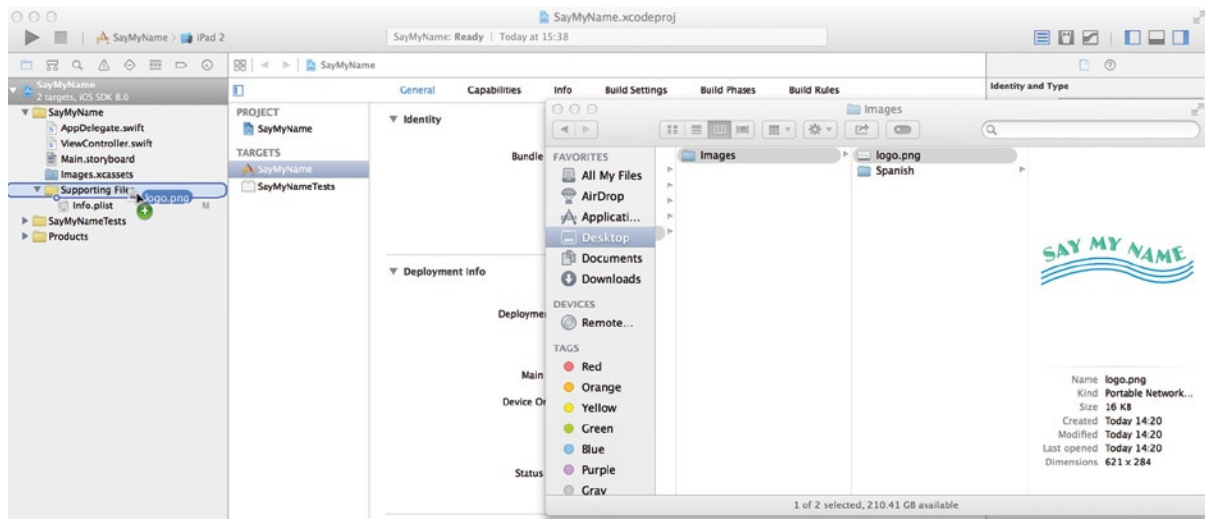 SayMyName.xcodeproj
SayMyName
iPad 2
SayMyName: Ready | Today at 15:38
SayMyName
SayMyName
2 targets, iOS SDK 8.0
SayMyName
AppDelegate.swift
ViewController.swift
Main.storyboard
Images.xcassets
Supporting File
logo.png
Info.plist
M
SayMyNameTests
Products
General
Capabilities
Info
Build Settings
Build Phases
Build Rules
Identity and Type
PROJECT
SayMyName
TARGETS
SayMyName
SayMyNameTests
Identity
Bundle
Deployment Info
Deployme
Main
Device Or
Status
Images
FAVORITES
All My Files
AirDrop
Applicati...
Desktop
Documents
Downloads
DEVICES
Remote...
TAGS
Red
Orange
Yellow
Green
Blue
Purple
Gray
Images
logo.png
Spanish
SAY MY NAME
Name logo.png
Kind Portable Network...
Size 16 KB
Created Today 14:20
Modified Today 14:20
Last opened Today 14:20
Dimensions 621 x 284
1 of 2 selected, 210.41 GB available